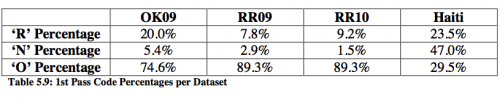 OK09 RR09 RR10 Haiti
‘R’ Percentage 20.0% 7.8% 9.2% 23.5%
‘N’ Percentage 5.4% 2.9% 1.5% 47.0%
‘O’ Percentage 74.6% 89.3% 89.3% 29.5%
Table 5.9: 1st Pass Code Percentages per Dataset